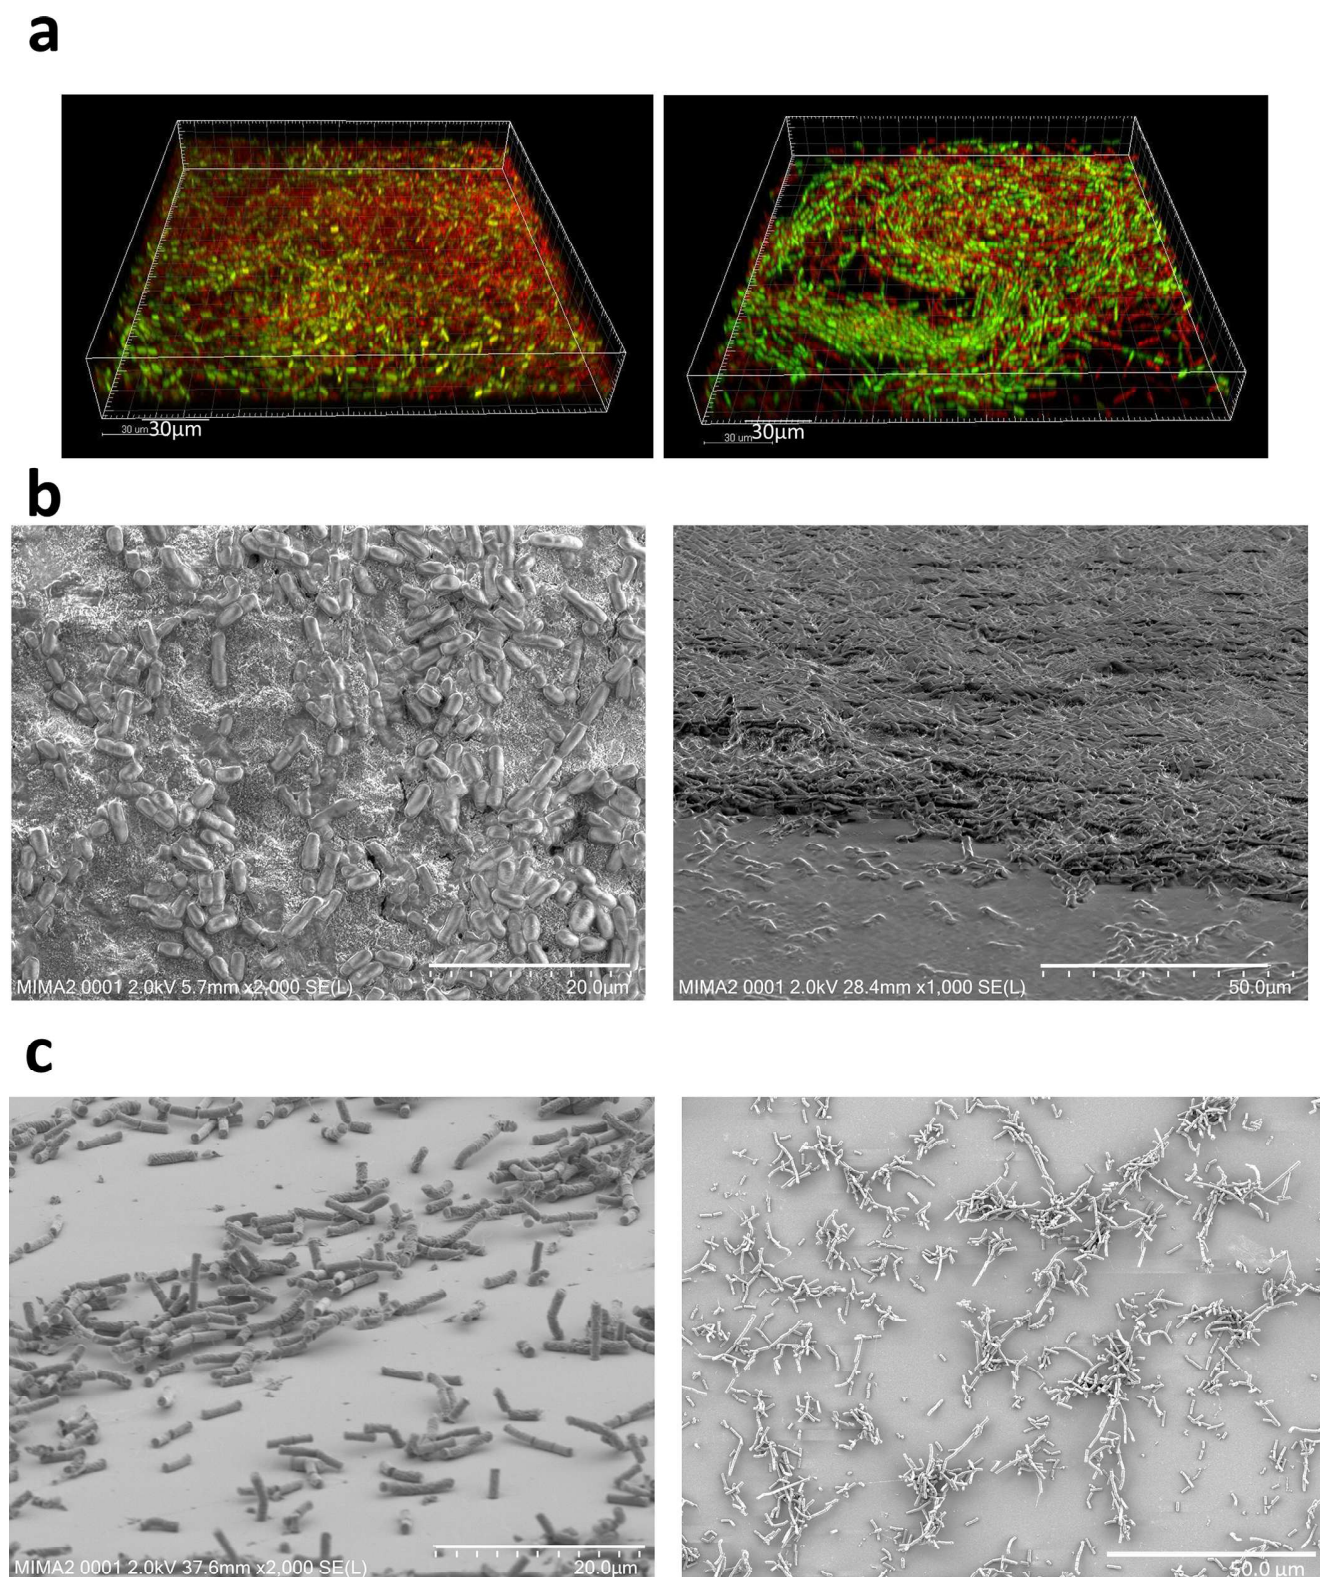 a
30 um 30µm
30 um 30µm
b
MIMA2 0001 2.0kV 5.7mm x2,000 SE(L) 20.0µm
MIMA2 0001 2.0kV 28.4mm x1,000 SE(L) 50.0µm
c
MIMA2 0001 2.0kV 37.6mm x2,000 SE(L) 20.0µm
50.0 µm